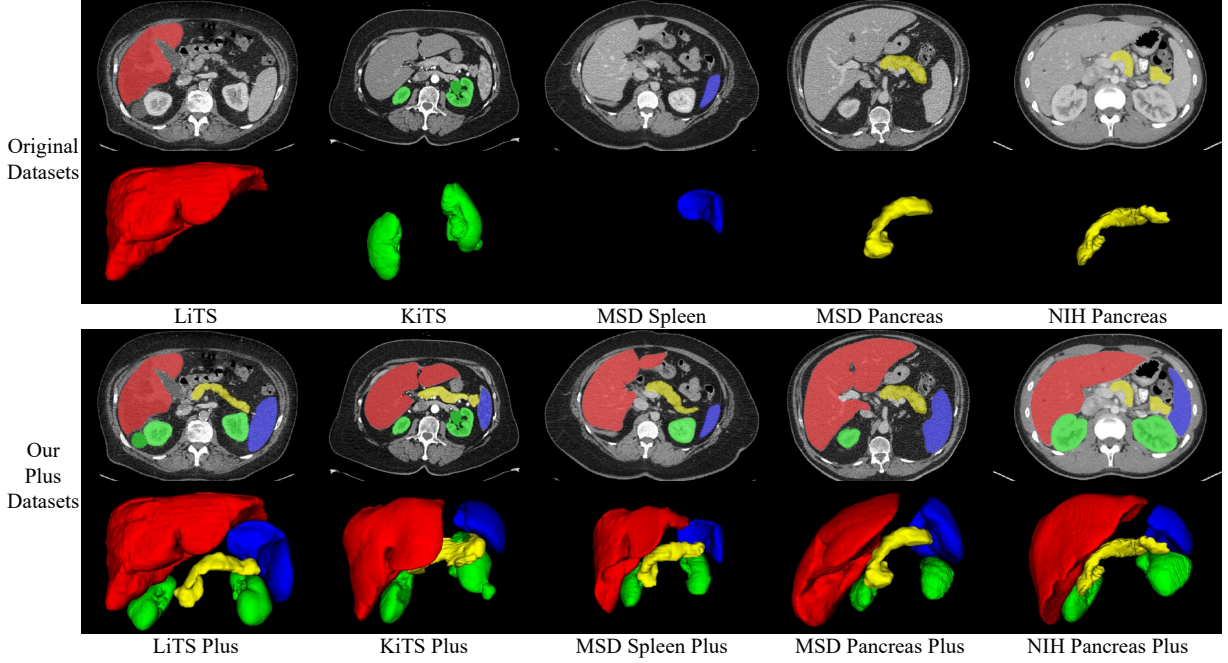 Original
Datasets
LiTS
KiTS
MSD Spleen
MSD Pancreas
NIH Pancreas
Our
Plus
Datasets
LiTS Plus
KiTS Plus
MSD Spleen Plus
MSD Pancreas Plus
NIH Pancreas Plus